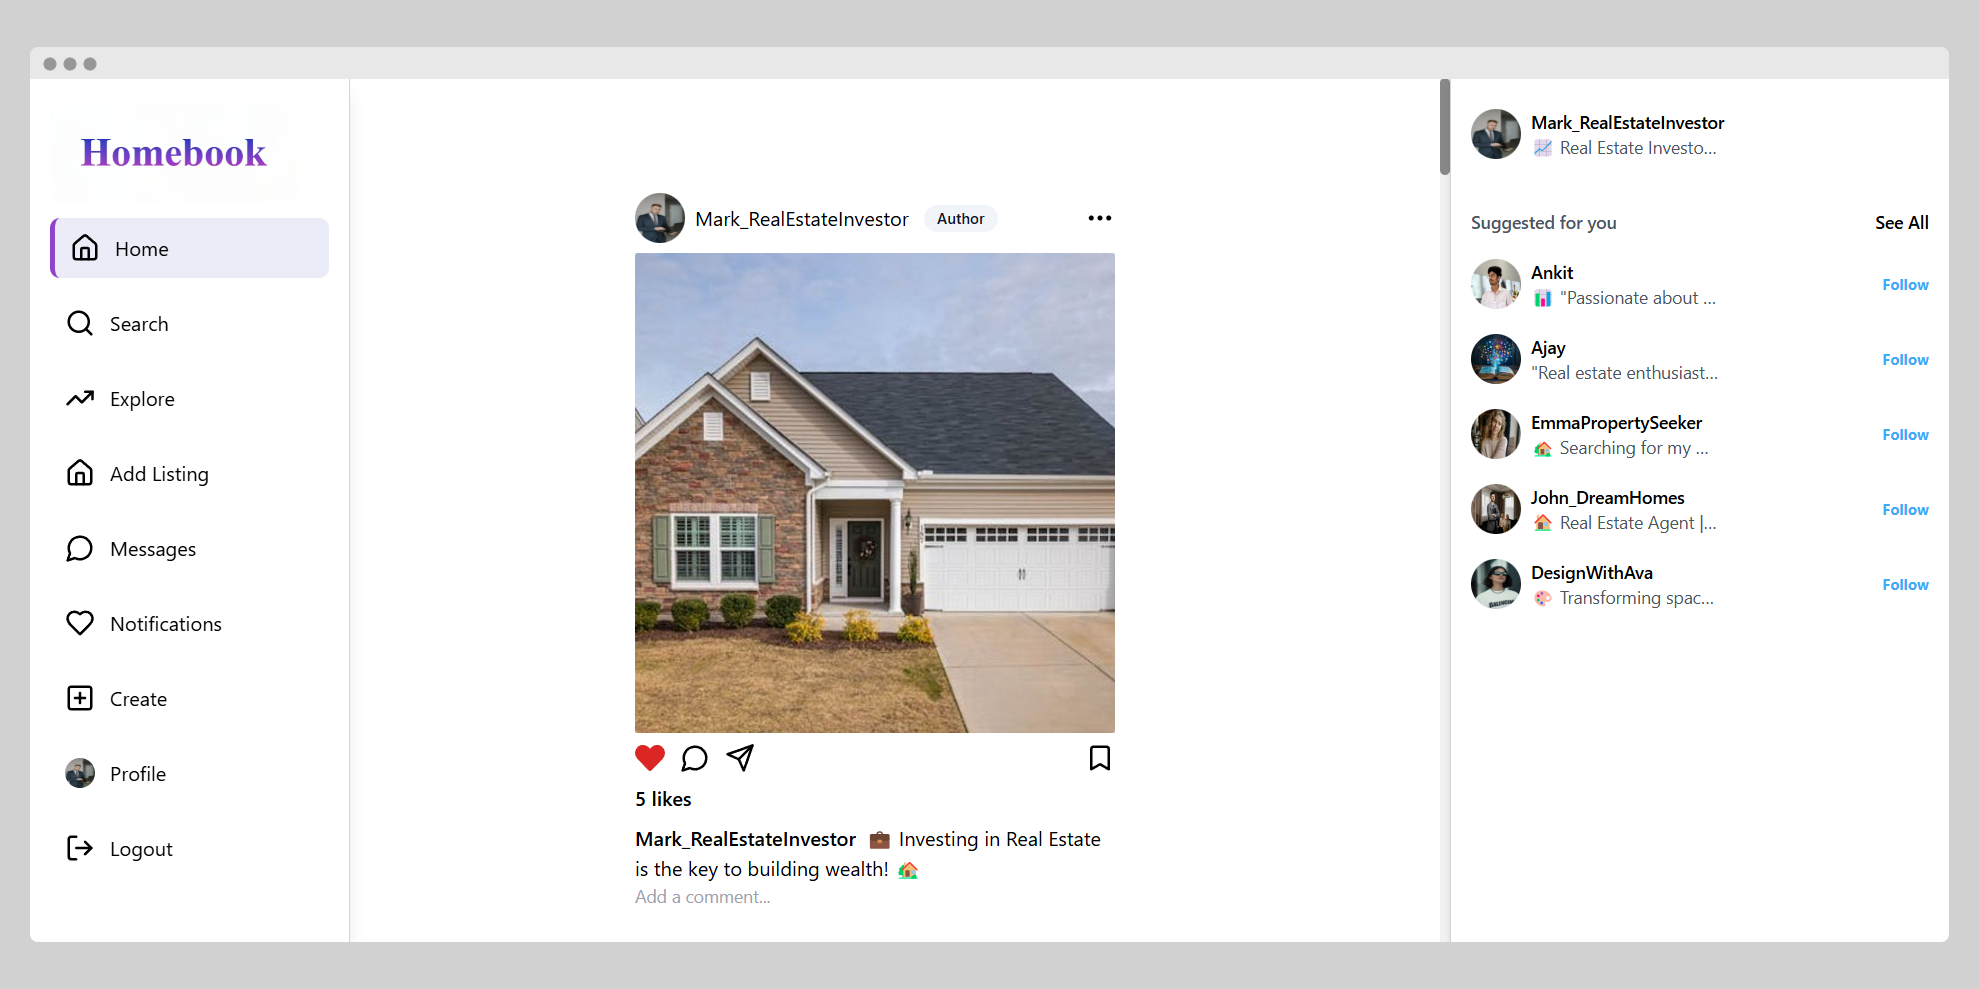 Homebook
Home
Search
Explore
Add Listing
Messages
Notifications
Create
Profile
Logout
Mark_RealEstateInvestor Author
5 likes
Mark_RealEstateInvestor 💼 Investing in Real Estate
is the key to building wealth! 🏡
Add a comment...
Mark_RealEstateInvestor
📈 Real Estate Investo...
Suggested for you See All
Ankit
📊 "Passionate about ...
Follow
Ajay
"Real estate enthusiast...
Follow
EmmaPropertySeeker
🏡 Searching for my ...
Follow
John_DreamHomes
🏠 Real Estate Agent |...
Follow
DesignWithAva
🎨 Transforming spac...
Follow